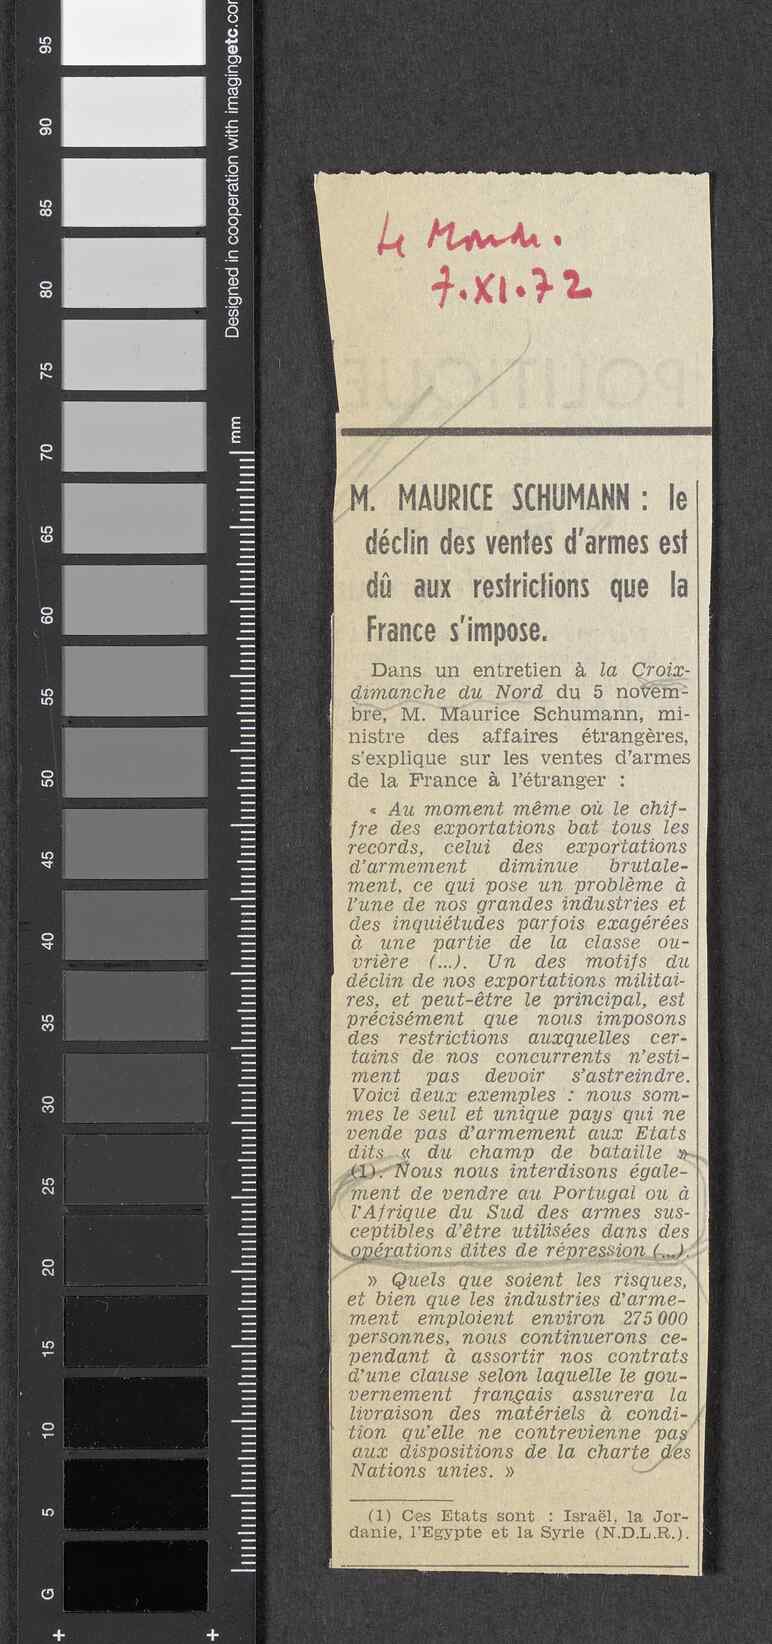 95
90
85
80
75
70
65
60
55
50
45
40
35
30
25
20
15
10
5
G
Designed in cooperation with imagingetc.com
mm
Le Monde.
7.XI.72
POLITIQUE
M. MAURICE SCHUMANN : le
déclin des ventes d'armes est
dû aux restrictions que la
France s'impose.
Dans un entretien à la Croix-
dimanche du Nord du 5 novem-
bre, M. Maurice Schumann, mi-
nistre des affaires étrangères,
s'explique sur les ventes d'armes
de la France à l'étranger :
« Au moment même où le chif-
fre des exportations bat tous les
records, celui des exportations
d'armement diminue brutale-
ment, ce qui pose un problème à
l'une de nos grandes industries et
des inquiétudes parfois exagérées
à une partie de la classe ou-
vrière (...). Un des motifs du
déclin de nos exportations militai-
res, et peut-être le principal, est
précisément que nous imposons
des restrictions auxquelles cer-
tains de nos concurrents n'esti-
ment pas devoir s'astreindre.
Voici deux exemples : nous som-
mes le seul et unique pays qui ne
vende pas d'armement aux Etats
dits « du champ de bataille »
(1). Nous nous interdisons égale-
ment de vendre au Portugal ou à
l'Afrique du Sud des armes sus-
ceptibles d'être utilisées dans des
opérations dites de répression (...).
» Quels que soient les risques,
et bien que les industries d'arme-
ment emploient environ 275 000
personnes, nous continuerons ce-
pendant à assortir nos contrats
d'une clause selon laquelle le gou-
vernement français assurera la
livraison des matériels à condi-
tion qu'elle ne contrevienne pas
aux dispositions de la charte des
Nations unies. »
(1) Ces Etats sont : Israël, la Jor-
danie, l'Egypte et la Syrie (N.D.L.R.).